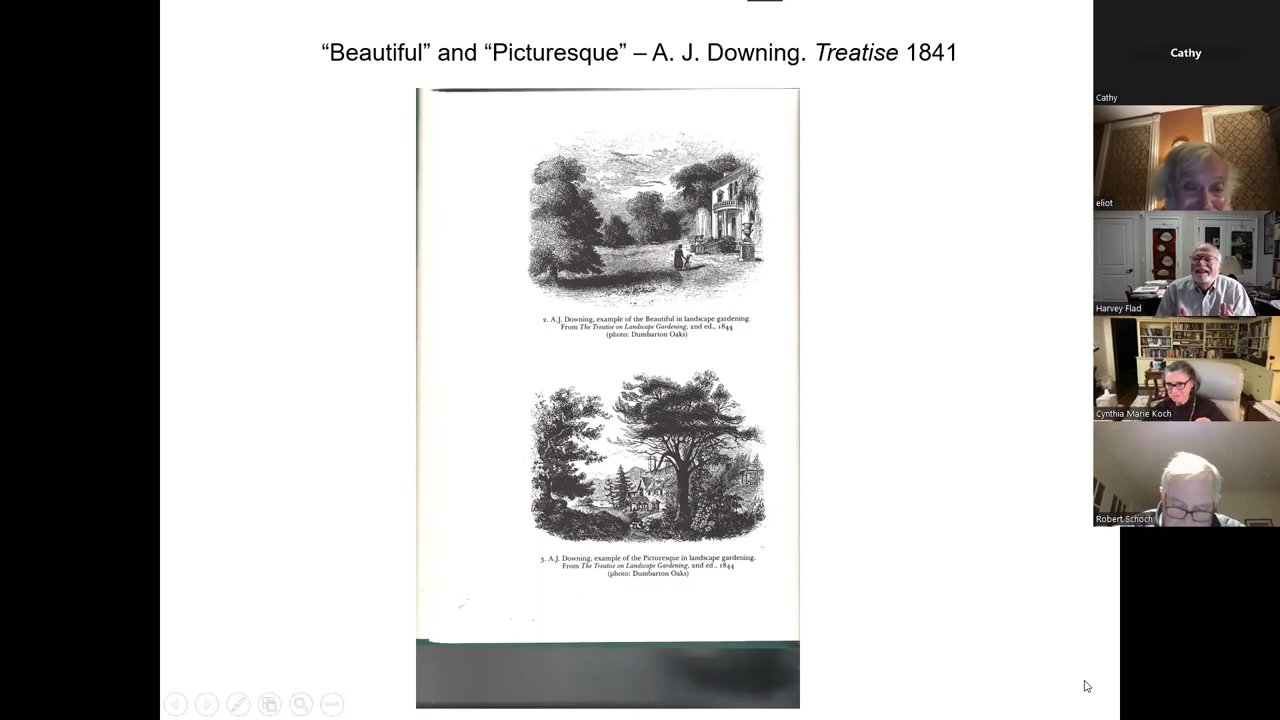 “Beautiful” and “Picturesque” – A. J. Downing. Treatise 1841
2. A.J. Downing, example of the Beautiful in landscape gardening.
From The Treatise on Landscape Gardening, 2nd ed., 1844
(photo: Dumbarton Oaks)
3. A.J. Downing, example of the Picturesque in landscape gardening.
From The Treatise on Landscape Gardening, 2nd ed., 1844
(photo: Dumbarton Oaks)
Cathy
Cathy
eliot
Harvey Flad
Cynthia Marie Koch
Robert Schoch